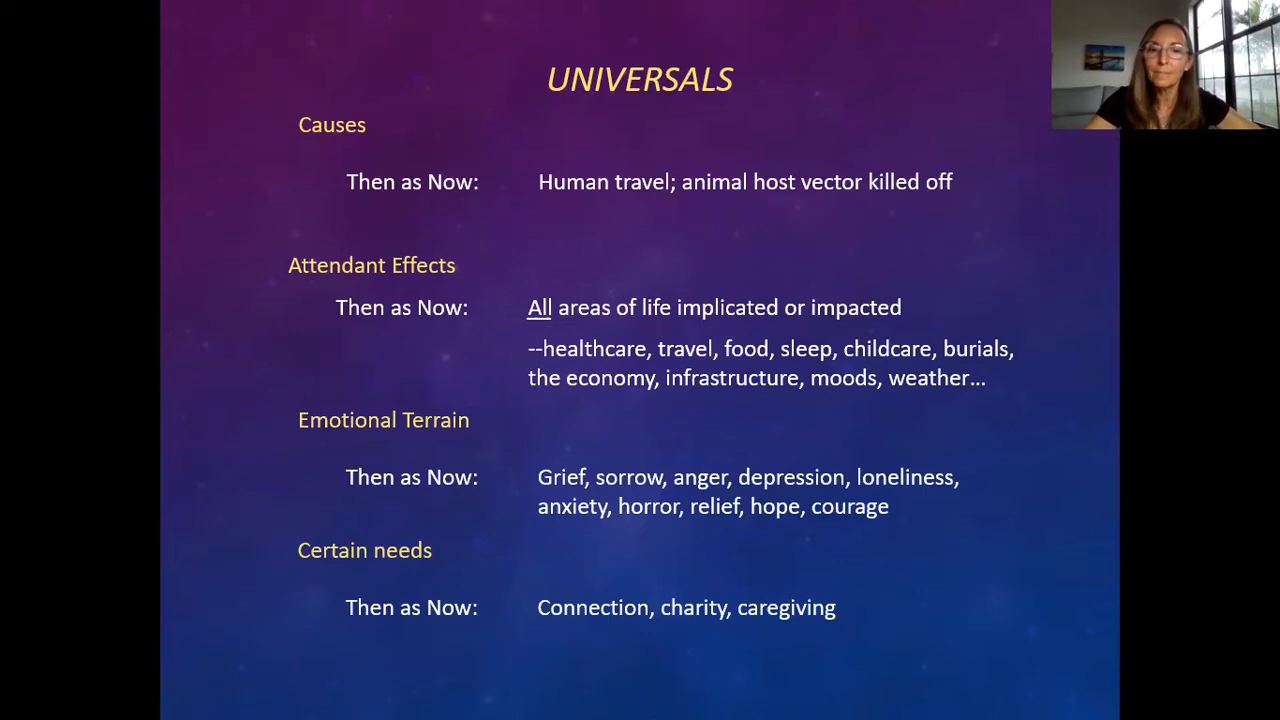 UNIVERSALS
Causes
Then as Now: Human travel; animal host vector killed off
Attendant Effects
Then as Now: All areas of life implicated or impacted
--healthcare, travel, food, sleep, childcare, burials,
the economy, infrastructure, moods, weather...
Emotional Terrain
Then as Now: Grief, sorrow, anger, depression, loneliness,
anxiety, horror, relief, hope, courage
Certain needs
Then as Now: Connection, charity, caregiving